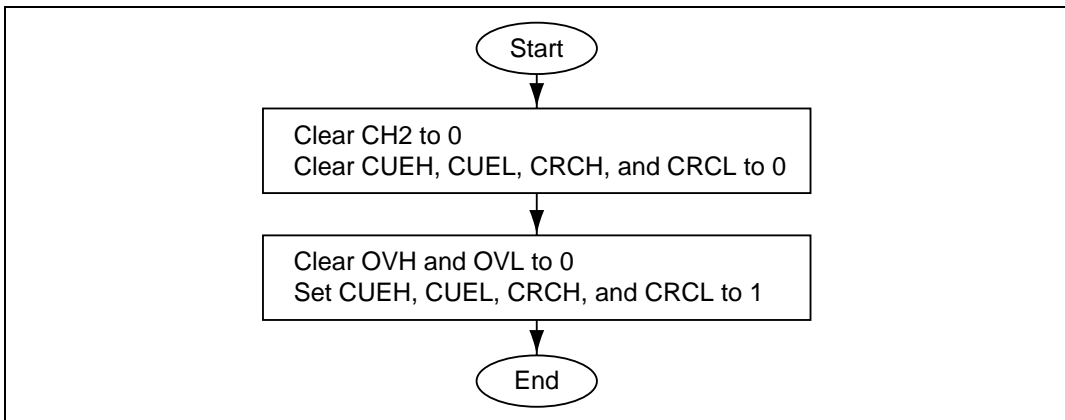 Start
Clear CH2 to 0
Clear CUEH, CUEL, CRCH, and CRCL to 0
Clear OVH and OVL to 0
Set CUEH, CUEL, CRCH, and CRCL to 1
End